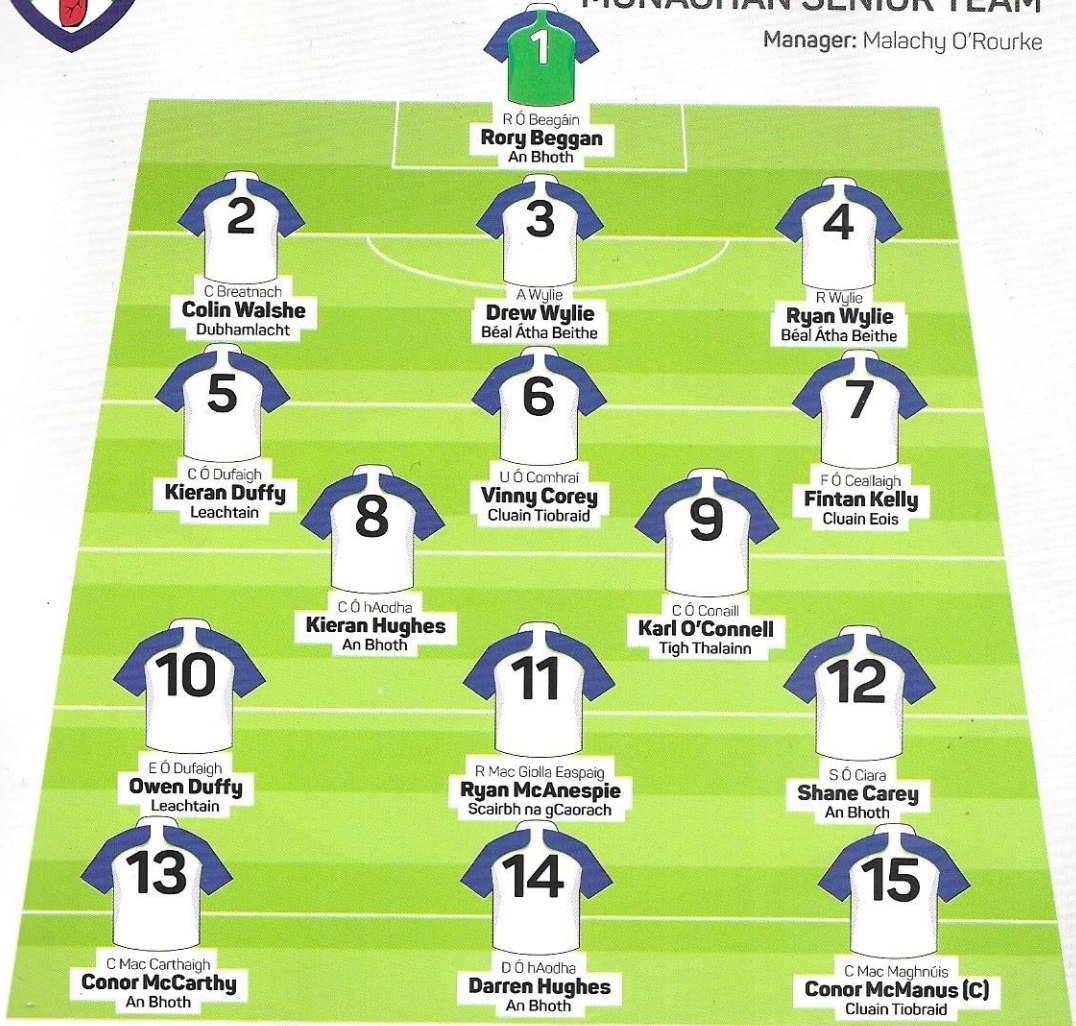 MONAGHAN SENIOR TEAM
Manager: Malachy O'Rourke
1
R Ó Beagáin
Rory Beggan
An Bhoth
2
C Breatnach
Colin Walshe
Dubhamlacht
3
A Wylie
Drew Wylie
Béal Átha Beithe
4
R Wylie
Ryan Wylie
Béal Átha Beithe
5
C Ó Dufaigh
Kieran Duffy
Leachtain
6
U Ó Comhraí
Vinny Corey
Cluain Tiobraid
7
F Ó Ceallaigh
Fintan Kelly
Cluain Eois
8
C Ó hAodha
Kieran Hughes
An Bhoth
9
C Ó Conaill
Karl O'Connell
Tigh Thalainn
10
E Ó Dufaigh
Owen Duffy
Leachtain
11
R Mac Giolla Easpaig
Ryan McAnespie
Scairbh na gCaorach
12
S Ó Ciara
Shane Carey
An Bhoth
13
C Mac Carthaigh
Conor McCarthy
An Bhoth
14
D Ó hAodha
Darren Hughes
An Bhoth
15
C Mac Maghnúis
Conor McManus (C)
Cluain Tiobraid